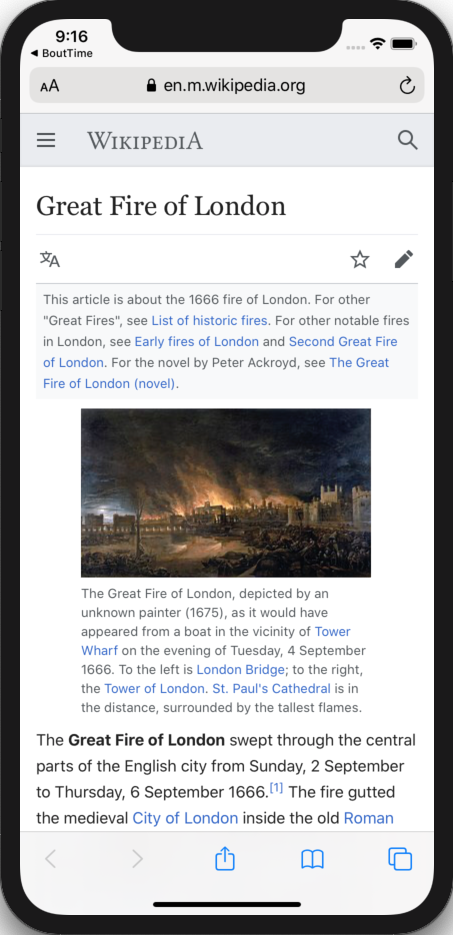 9:16
◀ BoutTime
AA
en.m.wikipedia.org
WIKIPEDIA
Great Fire of London
文A
This article is about the 1666 fire of London. For other
"Great Fires", see List of historic fires. For other notable fires
in London, see Early fires of London and Second Great Fire
of London. For the novel by Peter Ackroyd, see The Great
Fire of London (novel).
The Great Fire of London, depicted by an
unknown painter (1675), as it would have
appeared from a boat in the vicinity of Tower
Wharf on the evening of Tuesday, 4 September
1666. To the left is London Bridge; to the right,
the Tower of London. St. Paul's Cathedral is in
the distance, surrounded by the tallest flames.
The Great Fire of London swept through the central
parts of the English city from Sunday, 2 September
to Thursday, 6 September 1666.[1] The fire gutted
the medieval City of London inside the old Roman